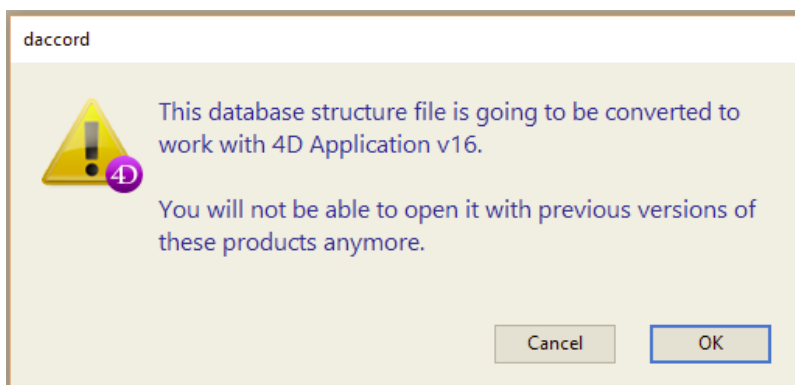 daccord
This database structure file is going to be converted to
work with 4D Application v16.
You will not be able to open it with previous versions of
these products anymore.
4D
Cancel
OK